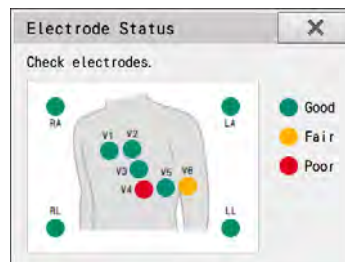 Electrode Status
Check electrodes.
RA
LA
V1 V2
V3
V4
V5 V6
RL
LL
Good
Fair
Poor